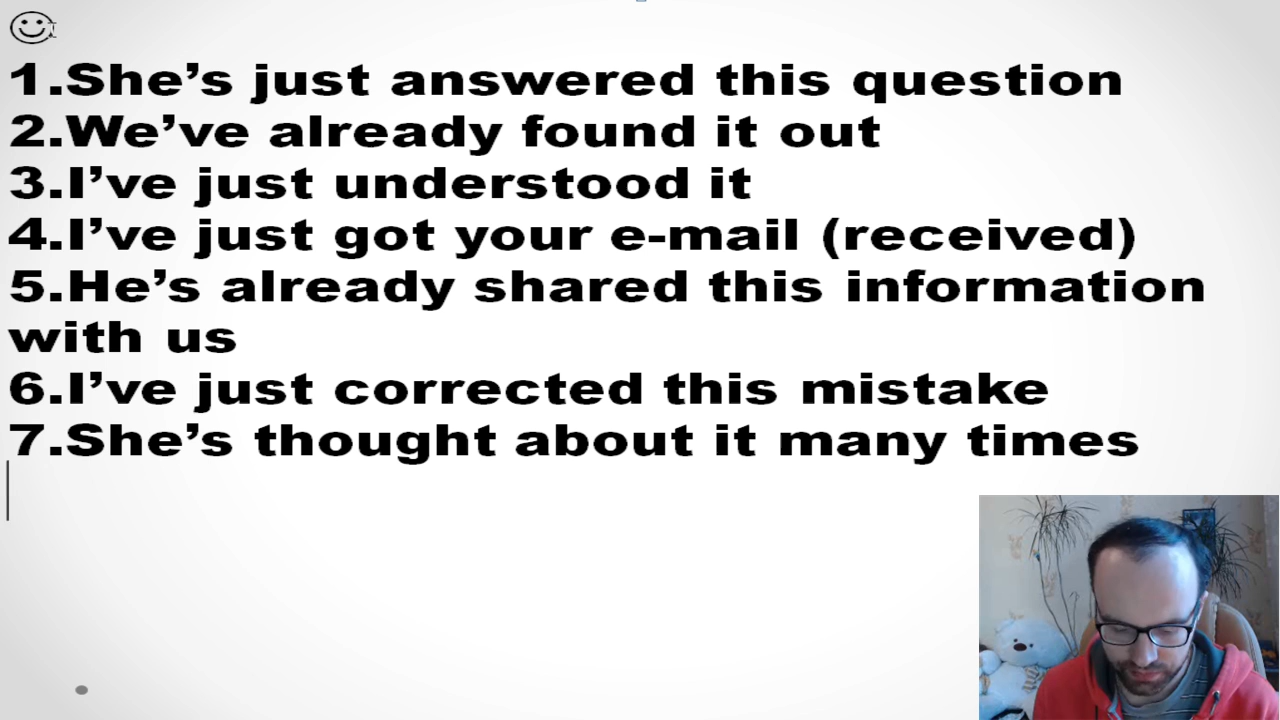 1.She’s just answered this question
2.We’ve already found it out
3.I’ve just understood it
4.I’ve just got your e-mail (received)
5.He’s already shared this information
with us
6.I’ve just corrected this mistake
7.She’s thought about it many times